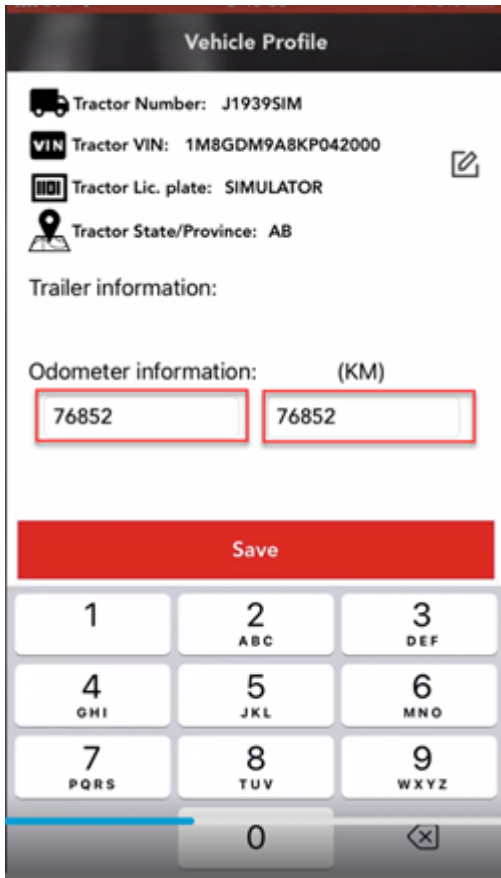 Vehicle Profile
Tractor Number: J1939SIM
VIN Tractor VIN: 1M8GDM9A8KP042000
Tractor Lic. plate: SIMULATOR
Tractor State/Province: AB
Trailer information:
Odometer information: (KM)
76852 76852
Save
1 2 3
ABC DEF
4 5 6
GHI JKL MNO
7 8 9
PQRS TUV WXYZ
0